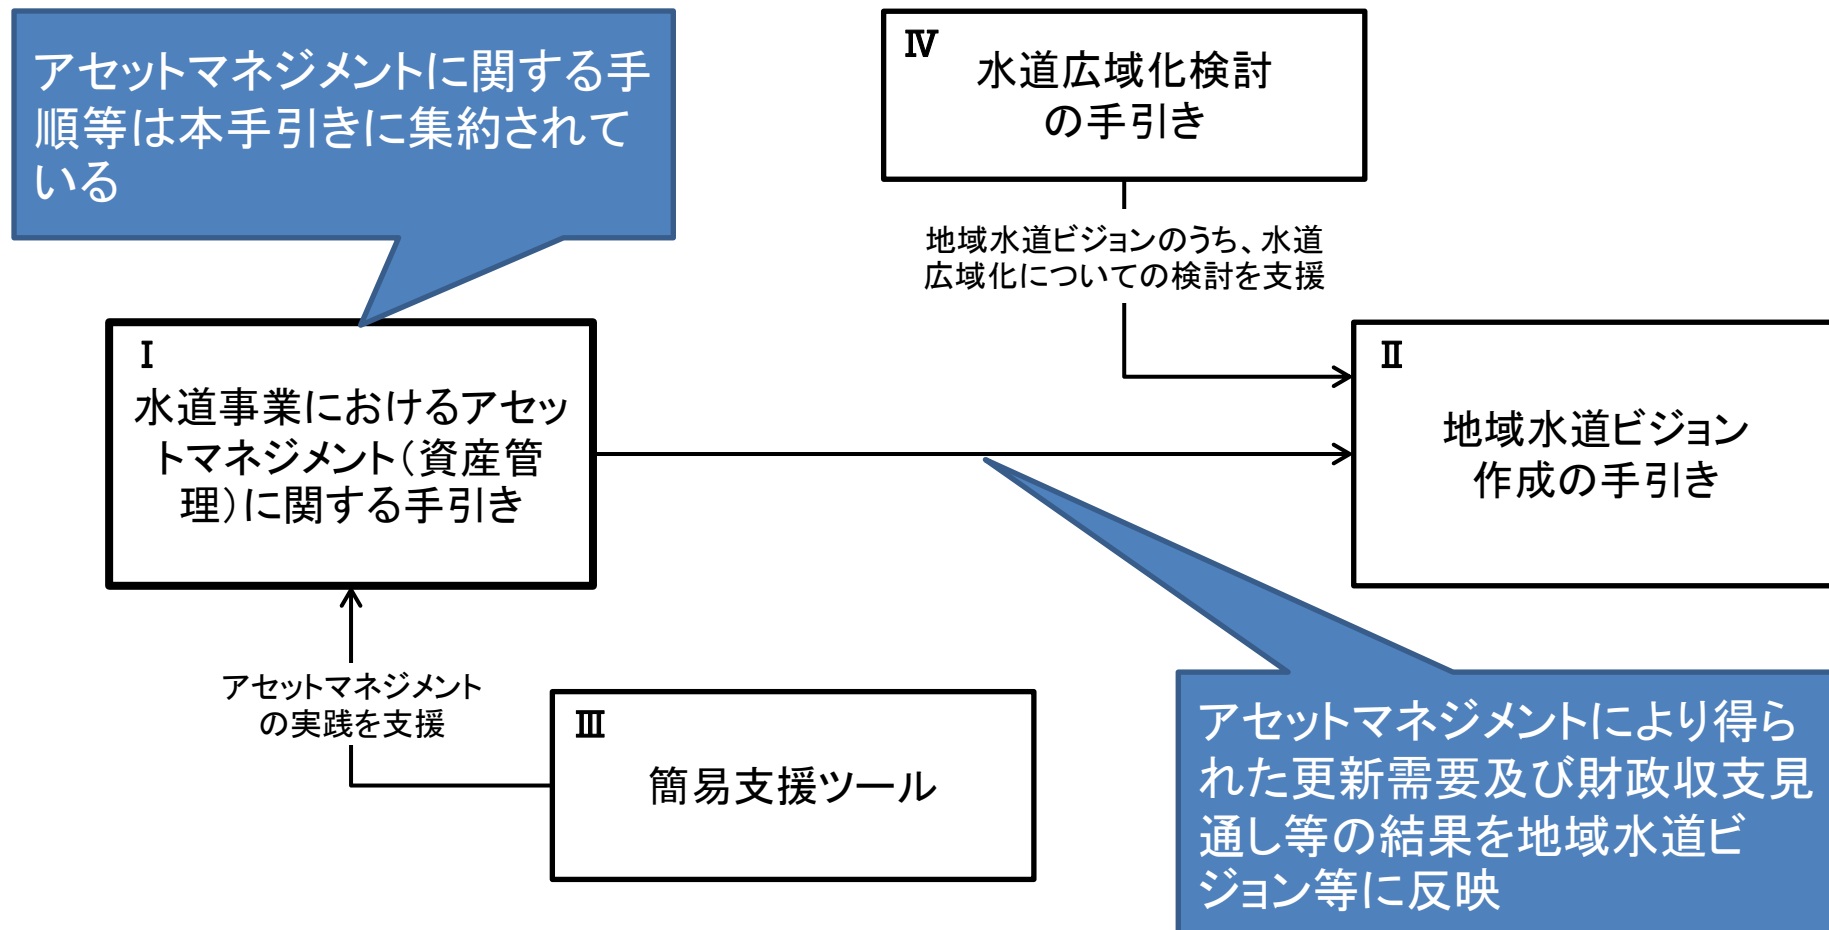 アセットマネジメントに関する手
順等は本手引きに集約されて
いる
Ⅳ
水道広域化検討
の手引き
地域水道ビジョンのうち、水道
広域化についての検討を支援
Ⅰ
水道事業におけるアセッ
トマネジメント（資産管
理）に関する手引き
Ⅱ
地域水道ビジョン
作成の手引き
アセットマネジメント
の実践を支援
Ⅲ
簡易支援ツール
アセットマネジメントにより得ら
れた更新需要及び財政収支見
通し等の結果を地域水道ビ
ジョン等に反映